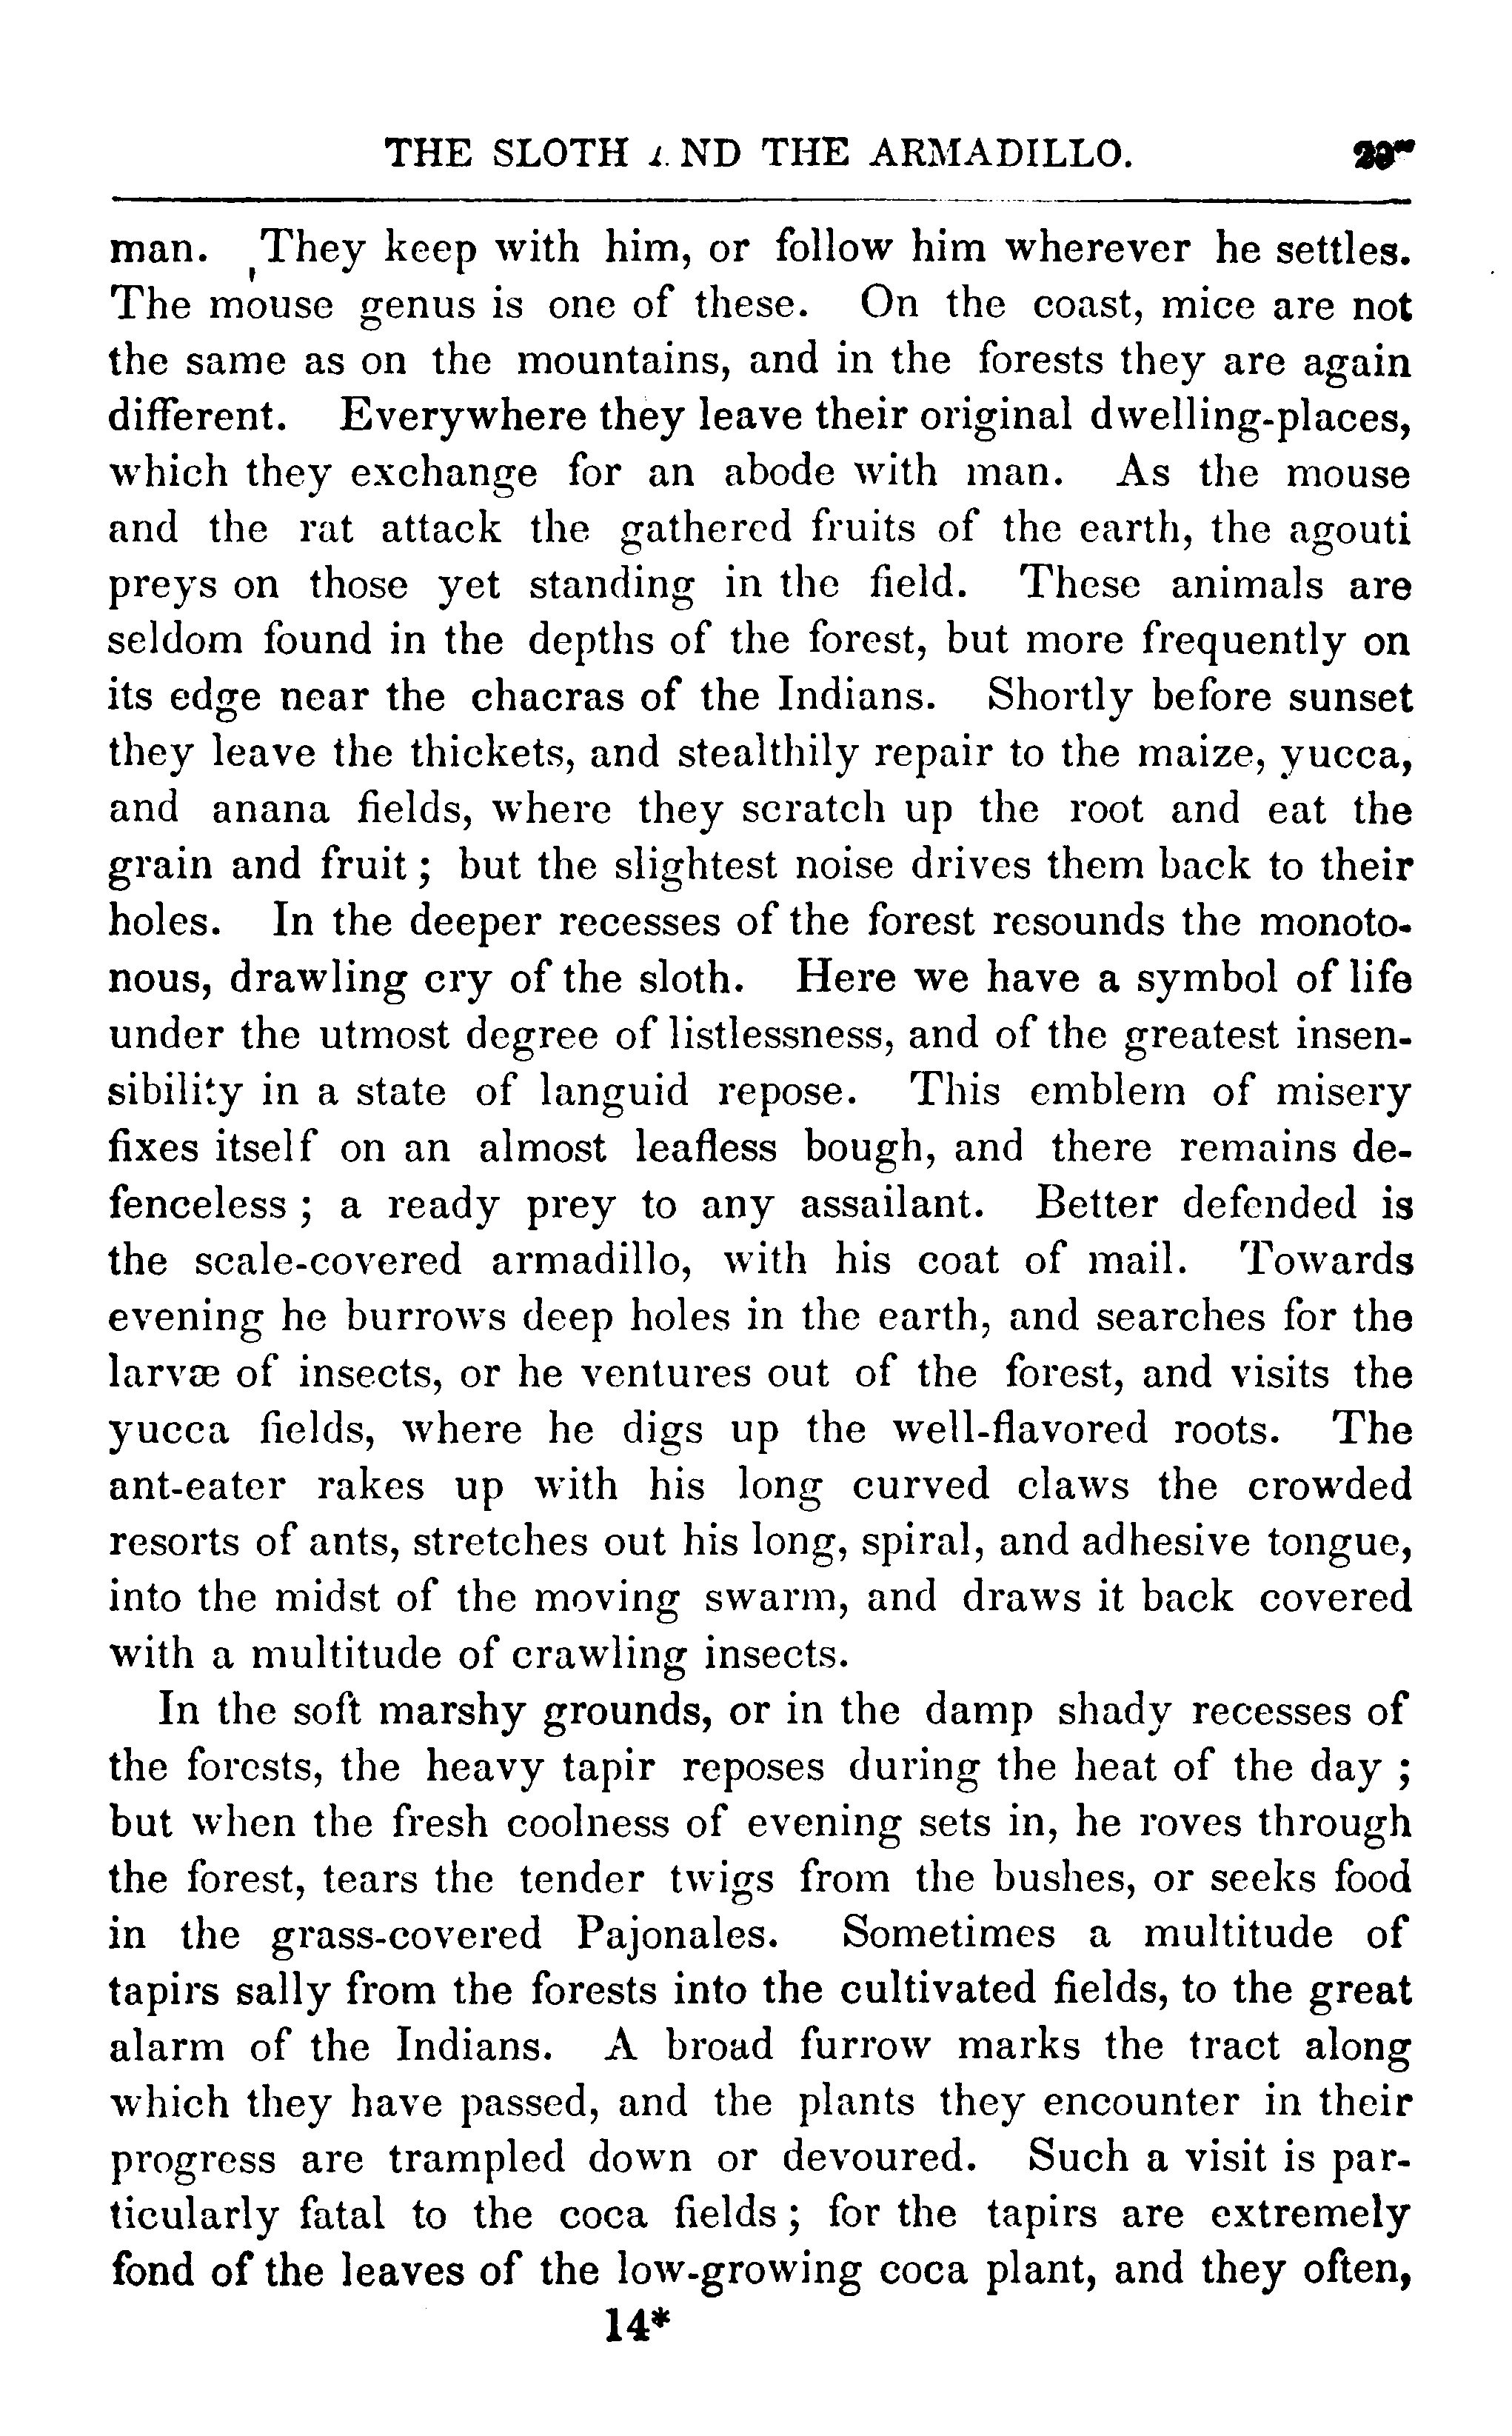 THE SLOTH AND THE ARMADILLO.
man. They keep with him, or follow him wherever he settles.
The mouse genus is one of these. On the coast, mice are not
the same as on the mountains, and in the forests they are again
different. Everywhere they leave their original dwelling-places,
which they exchange for an abode with man. As the mouse
and the rat attack the gathered fruits of the earth, the agouti
preys on those yet standing in the field. These animals are
seldom found in the depths of the forest, but more frequently on
its edge near the chacras of the Indians. Shortly before sunset
they leave the thickets, and stealthily repair to the maize, yucca,
and anana fields, where they scratch up the root and eat the
grain and fruit ; but the slightest noise drives them back to their
holes. In the deeper recesses of the forest resounds the monoto-
nous, drawling cry of the sloth. Here we have a symbol of life
under the utmost degree of listlessness, and of the greatest insen-
sibility in a state of languid repose. This emblem of misery
fixes itself on an almost leafless bough, and there remains de-
fenceless ; a ready prey to any assailant. Better defended is
the scale-covered armadillo, with his coat of mail. Towards
evening he burrows deep holes in the earth, and searches for the
larvæ of insects, or he ventures out of the forest, and visits the
yucca fields, where he digs up the well-flavored roots. The
ant-eater rakes up with his long curved claws the crowded
resorts of ants, stretches out his long, spiral, and adhesive tongue,
into the midst of the moving swarm, and draws it back covered
with a multitude of crawling insects.
In the soft marshy grounds, or in the damp shady recesses of
the forests, the heavy tapir reposes during the heat of the day ;
but when the fresh coolness of evening sets in, he roves through
the forest, tears the tender twigs from the bushes, or seeks food
in the grass-covered Pajonales. Sometimes a multitude of
tapirs sally from the forests into the cultivated fields, to the great
alarm of the Indians. A broad furrow marks the tract along
which they have passed, and the plants they encounter in their
progress are trampled down or devoured. Such a visit is par-
ticularly fatal to the coca fields ; for the tapirs are extremely
fond of the leaves of the low-growing coca plant, and they often,
14*